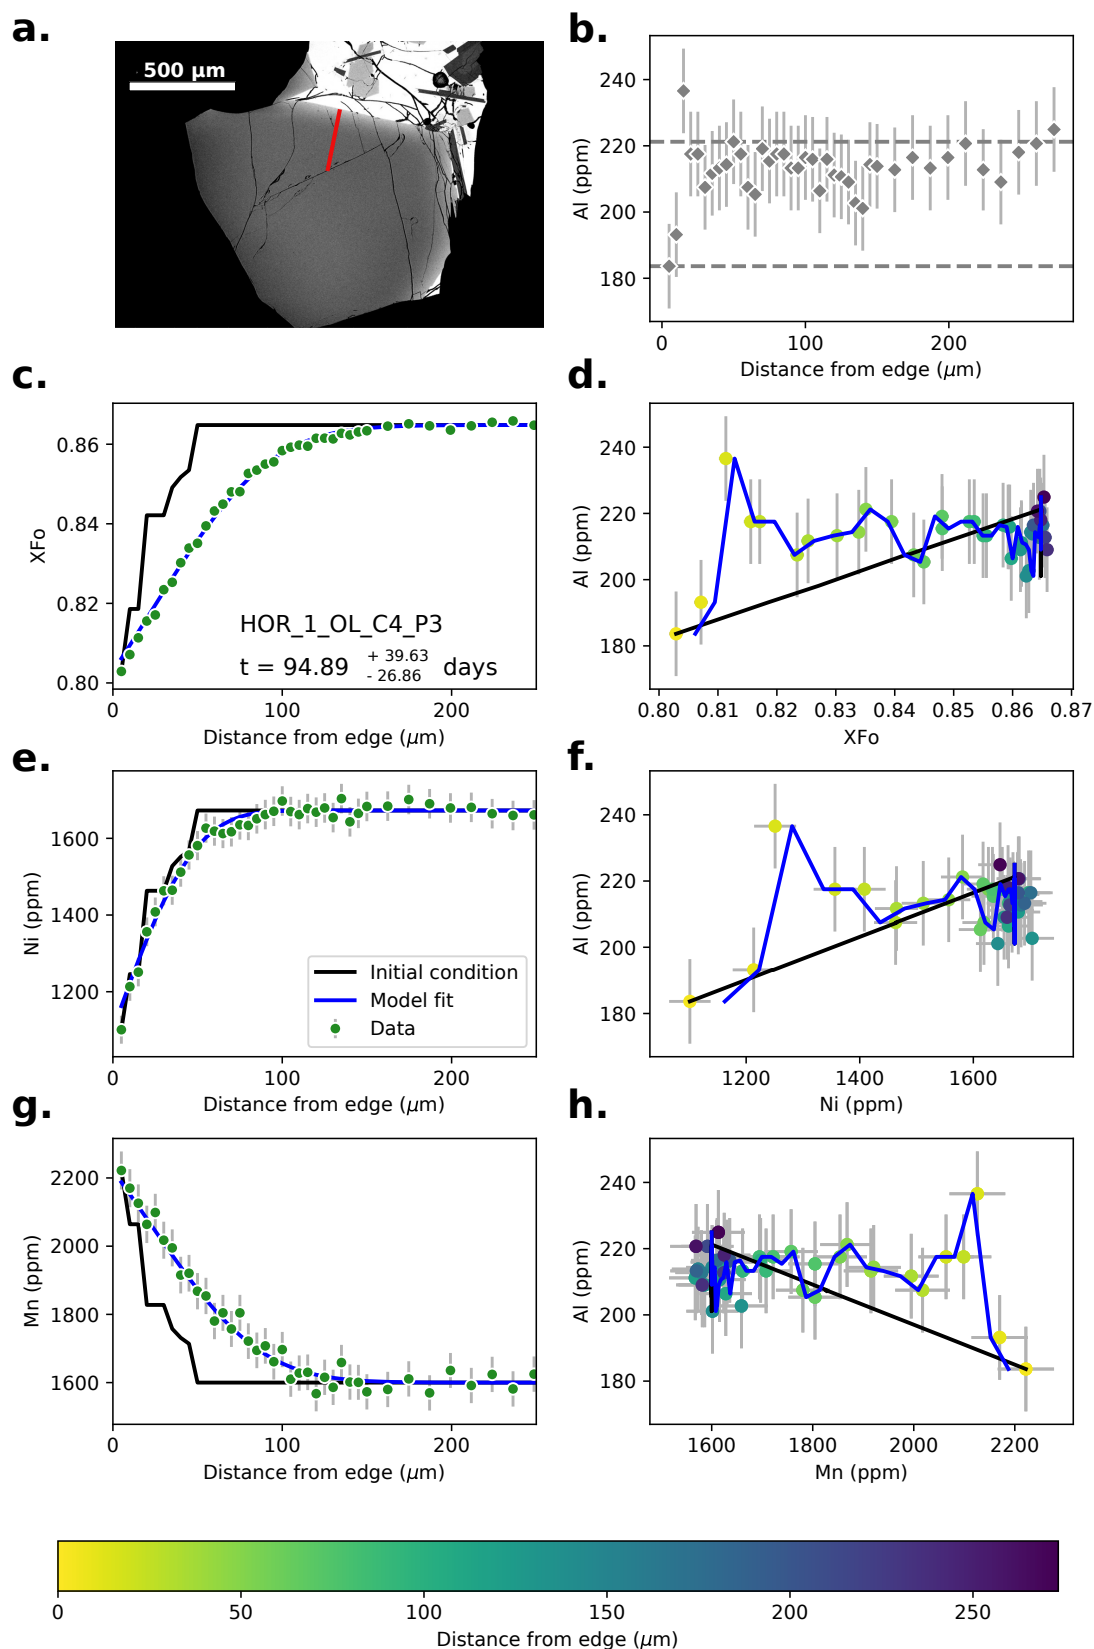 a.
500 μm
b.
240
220
200
180
Al (ppm)
0
100
200
Distance from edge (μm)
c.
0.86
0.84
0.82
0.80
XFo
HOR_1_OL_C4_P3
t = 94.89 + 39.63 - 26.86 days
0
100
200
Distance from edge (μm)
d.
240
220
200
180
Al (ppm)
0.80
0.81
0.82
0.83
0.84
0.85
0.86
0.87
XFo
e.
1600
1400
1200
Ni (ppm)
Initial condition
Model fit
Data
0
100
200
Distance from edge (μm)
f.
240
220
200
180
Al (ppm)
1200
1400
1600
Ni (ppm)
g.
2200
2000
1800
1600
Mn (ppm)
0
100
200
Distance from edge (μm)
h.
240
220
200
180
Al (ppm)
1600
1800
2000
2200
Mn (ppm)
0
50
100
150
200
250
Distance from edge (μm)